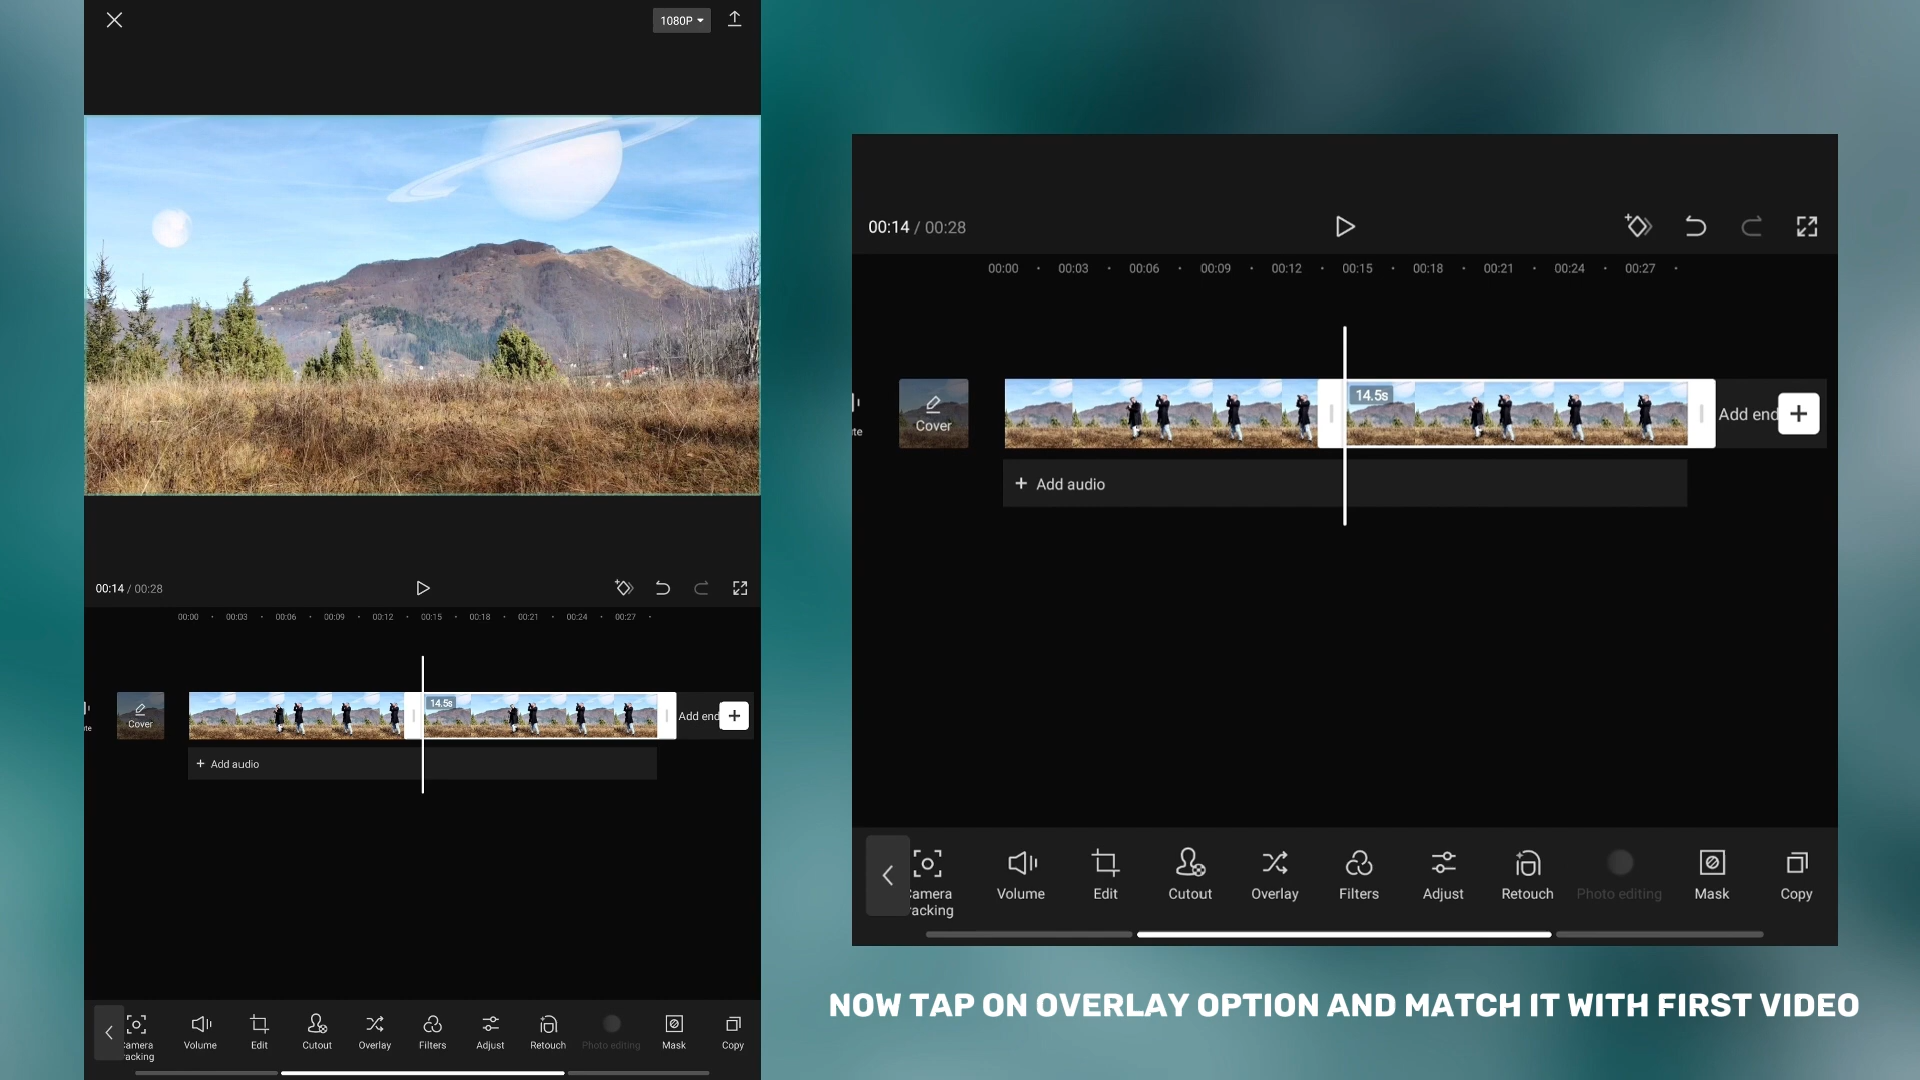 1080P
00:14 / 00:28
00:00 00:03 00:06 00:09 00:12 00:15 00:18 00:21 00:24 00:27
Cover
14.5s
Add end
+ Add audio
amera
acking
Volume
Edit
Cutout
Overlay
Filters
Adjust
Retouch
Photo editing
Mask
Copy
00:14 / 00:28
00:00 00:03 00:06 00:09 00:12 00:15 00:18 00:21 00:24 00:27
te
Cover
14.5s
Add end
+ Add audio
amera
acking
Volume
Edit
Cutout
Overlay
Filters
Adjust
Retouch
Photo editing
Mask
Copy
NOW TAP ON OVERLAY OPTION AND MATCH IT WITH FIRST VIDEO